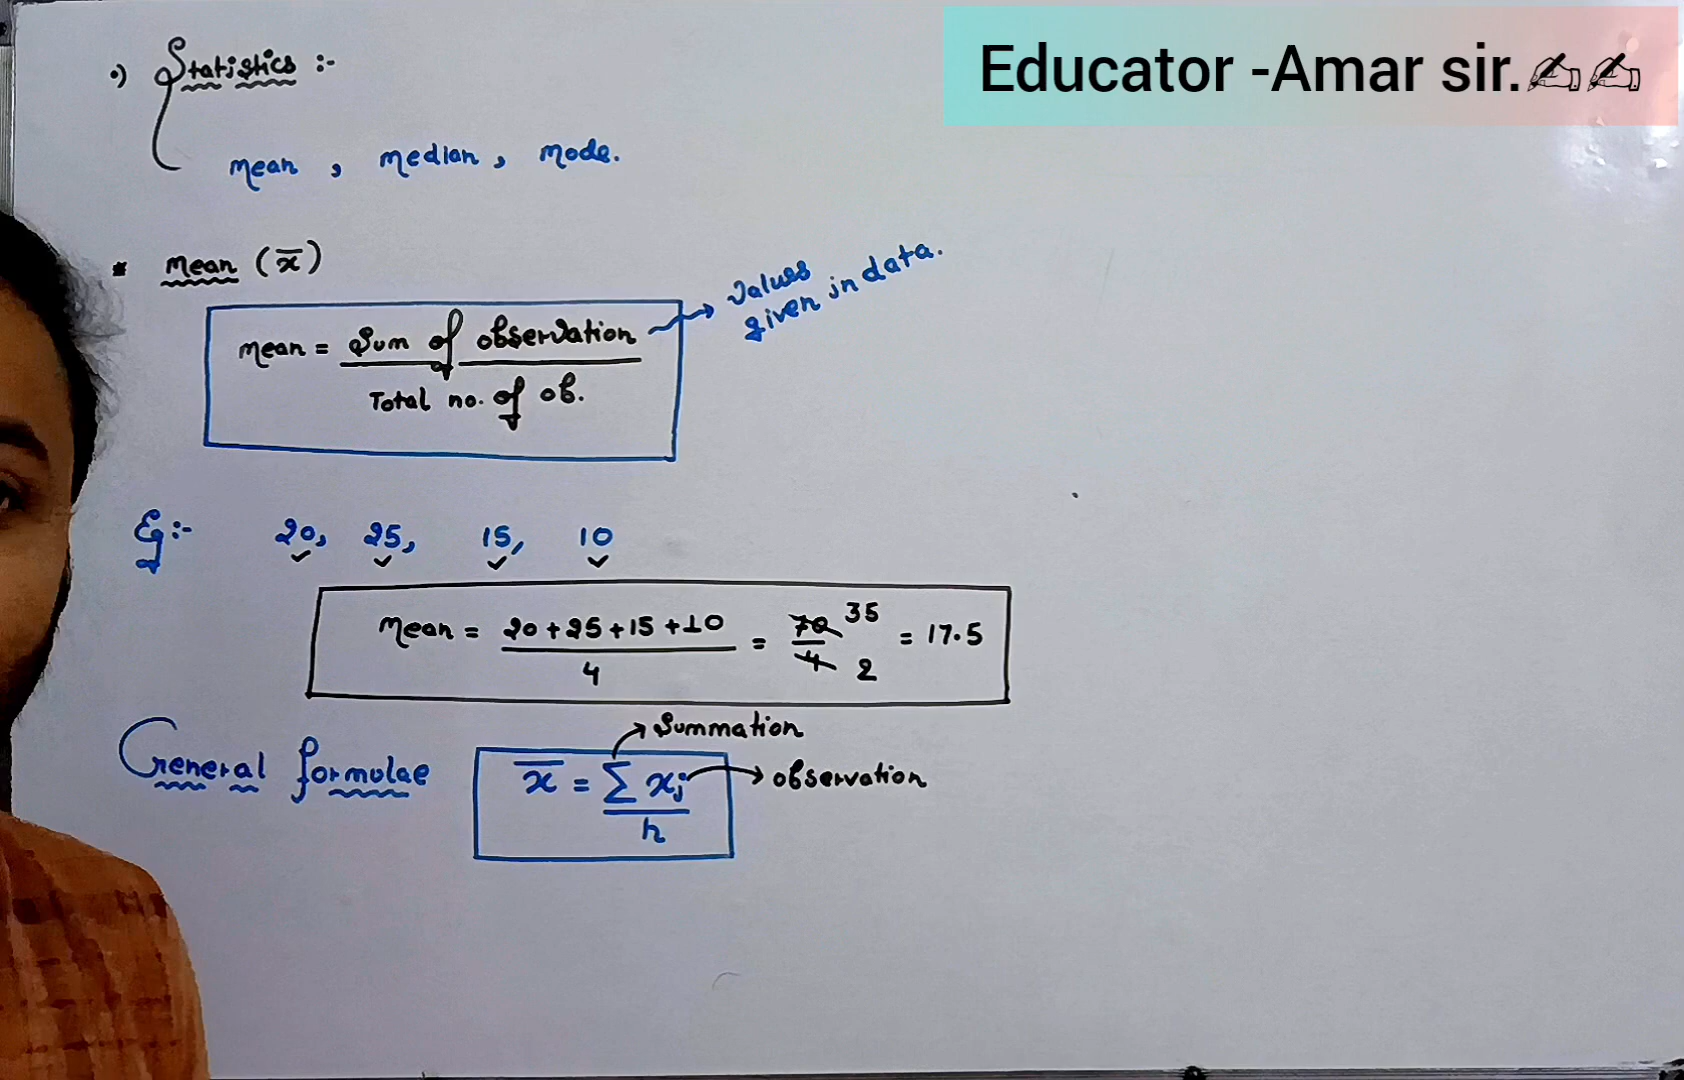 Educator -Amar sir.✍✍
•) Statistics :-
Mean , Median , Mode.
* Mean (x̅)
Mean = Sum of observation / Total no. of ob.
→ Values given in data.
Eg:- 20, 25, 15, 10
Mean = 20+25+15+10 / 4 = 70 / 4 35 / 2 = 17.5
→ Summation
General formulae x̅ = ∑ xi / n → observation